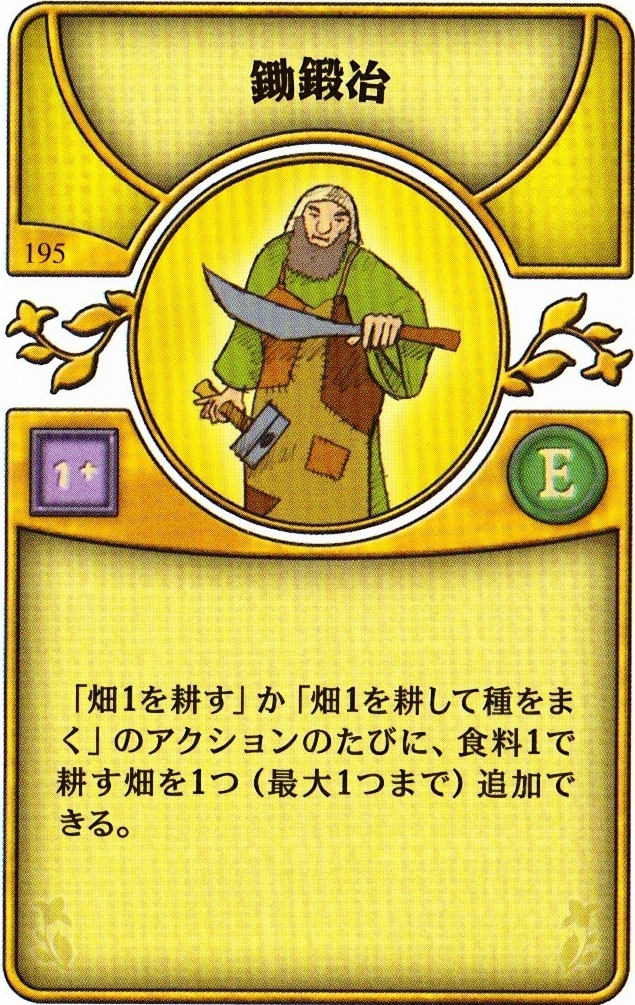 鋤鍛冶
195
1+
E
「畑1を耕す」か「畑1を耕して種をま
く」のアクションのたびに、食料1で
耕す畑を1つ（最大1つまで）追加で
きる。